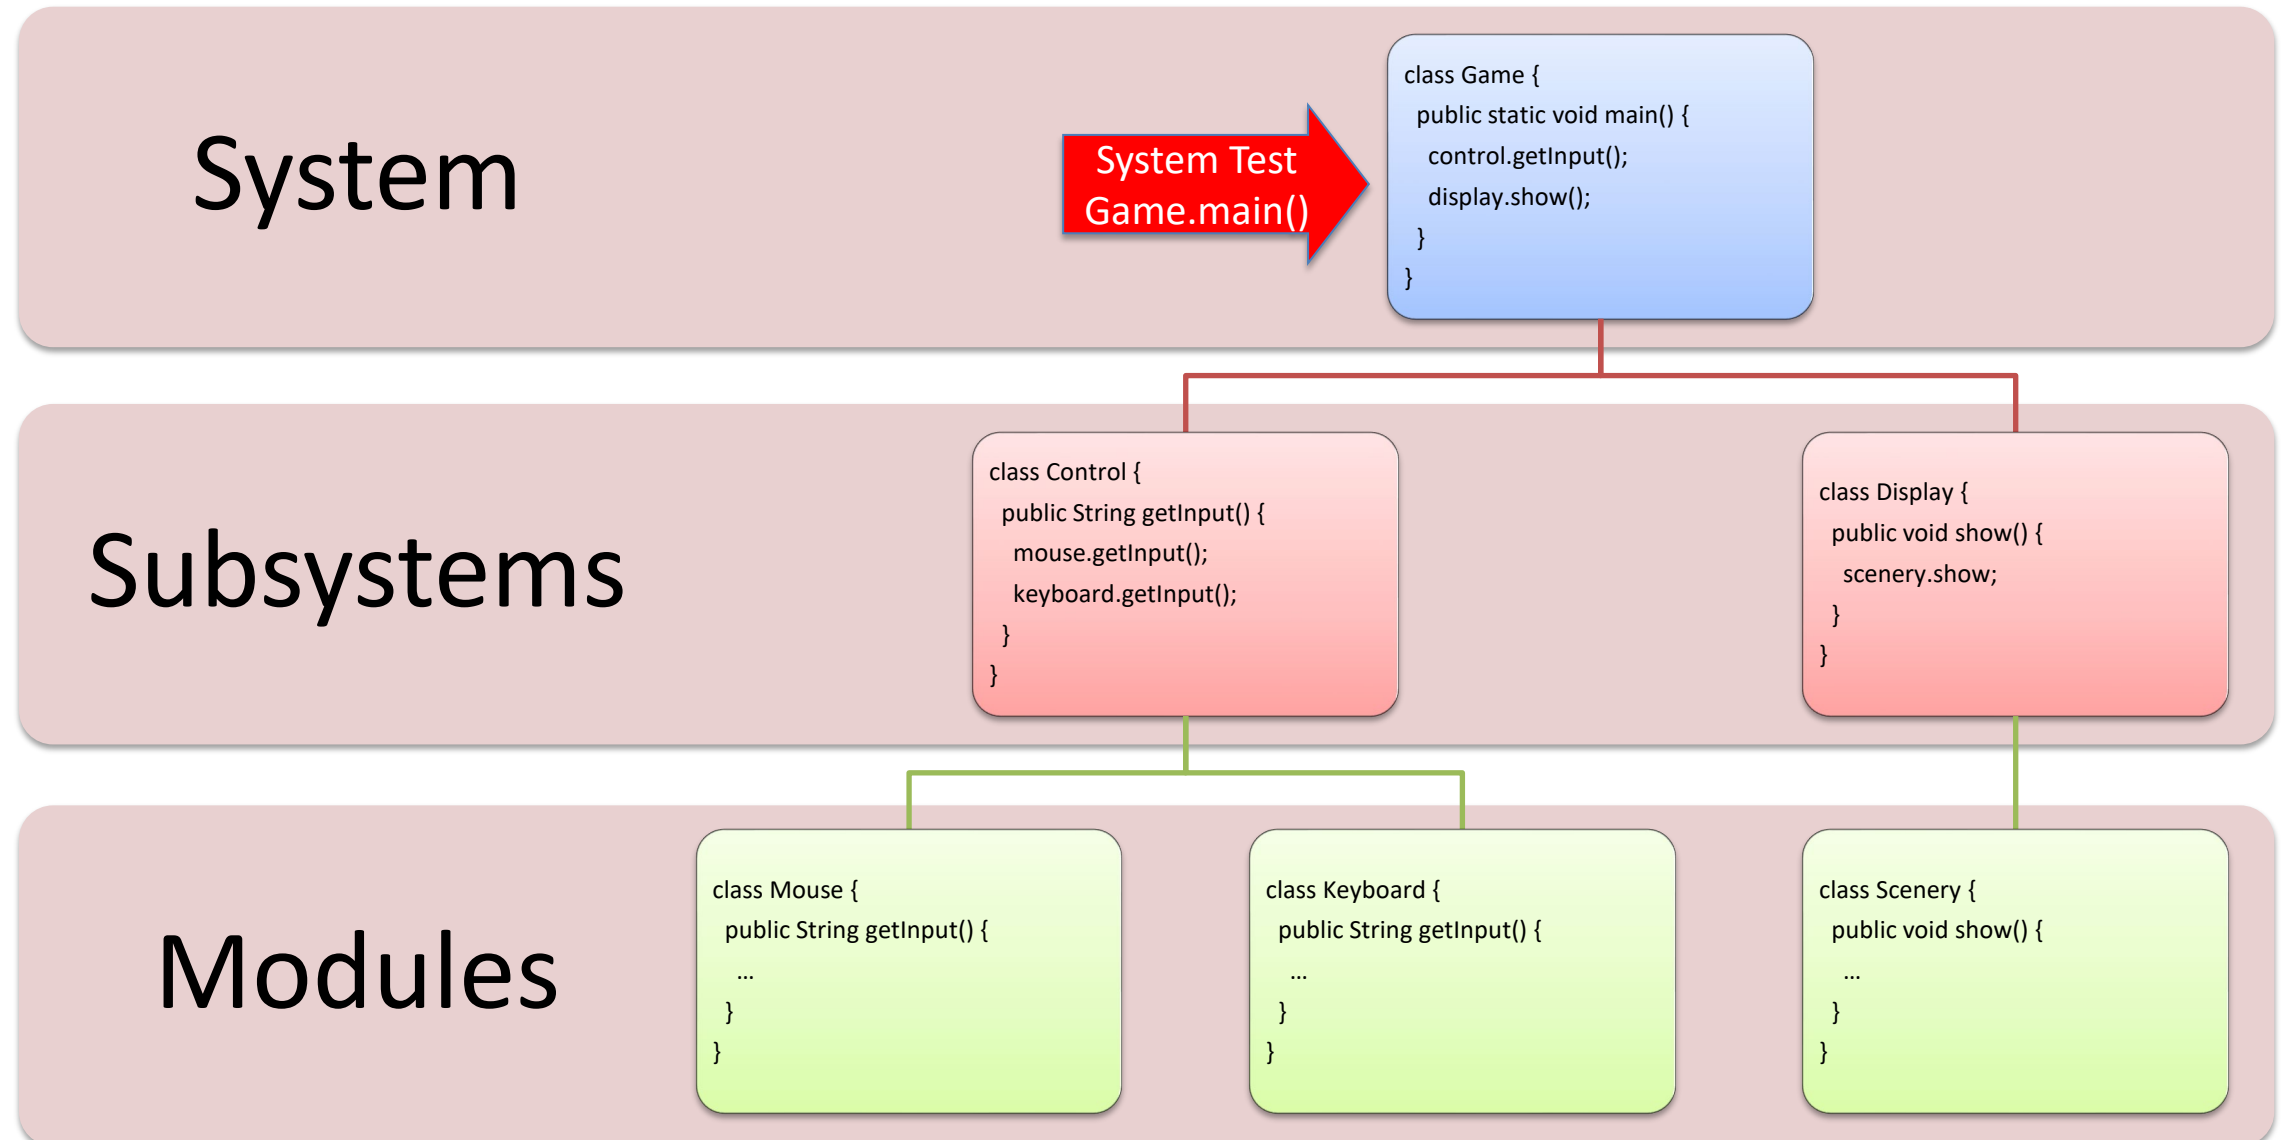 System
System Test
Game.main()
class Game {
public static void main() {
control.getInput();
display.show();
}
}
Subsystems
class Control {
public String getInput() {
mouse.getInput();
keyboard.getInput();
}
}
class Display {
public void show() {
scenery.show;
}
}
Modules
class Mouse {
public String getInput() {
…
}
}
class Keyboard {
public String getInput() {
…
}
}
class Scenery {
public void show() {
…
}
}